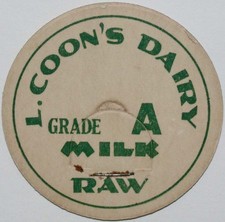 L. COON'S DAIRY
GRADE A
MILK
RAW